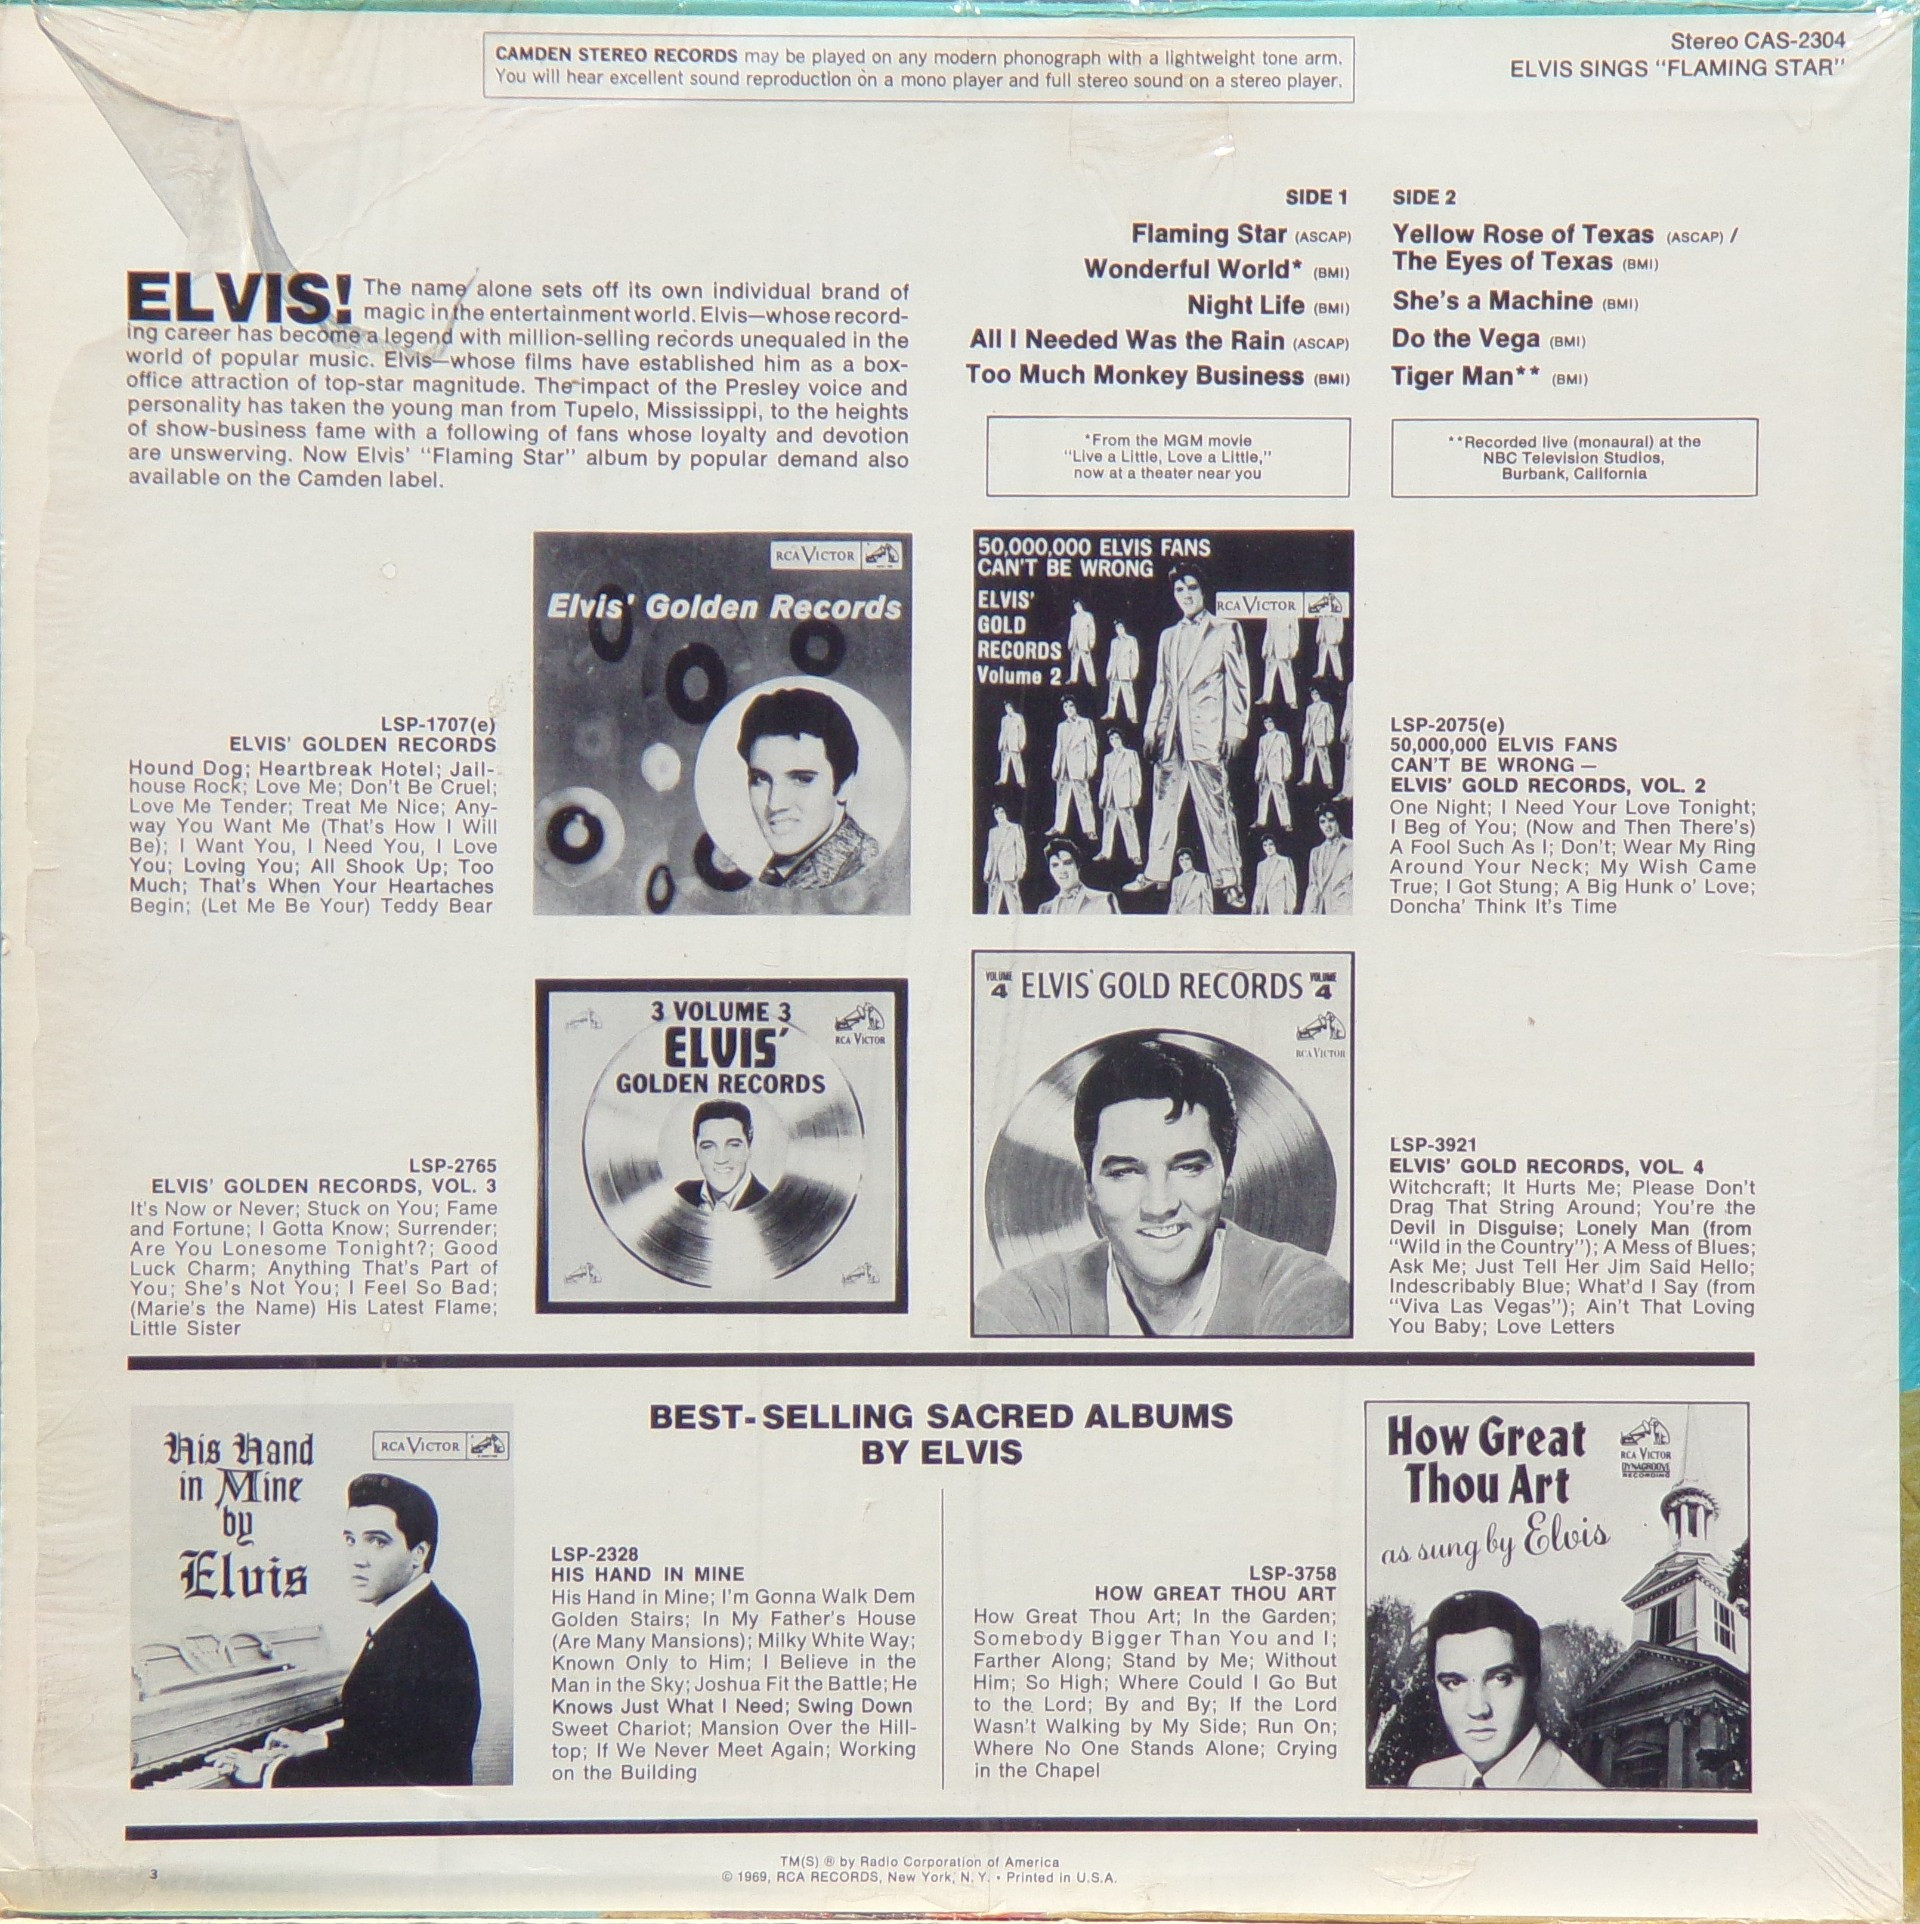 CAMDEN STEREO RECORDS may be played on any modern phonograph with a lightweight tone arm.
You will hear excellent sound reproduction on a mono player and full stereo sound on a stereo player.
Stereo CAS-2304
ELVIS SINGS "FLAMING STAR"
ELVIS! The name alone sets off its own individual brand of
magic in the entertainment world. Elvis—whose record-
ing career has become a legend with million-selling records unequaled in the
world of popular music. Elvis—whose films have established him as a box-
office attraction of top-star magnitude. The impact of the Presley voice and
personality has taken the young man from Tupelo, Mississippi, to the heights
of show-business fame with a following of fans whose loyalty and devotion
are unswerving. Now Elvis' "Flaming Star" album by popular demand also
available on the Camden label.
SIDE 1
Flaming Star (ASCAP)
Wonderful World* (BMI)
Night Life (BMI)
All I Needed Was the Rain (ASCAP)
Too Much Monkey Business (BMI)
*From the MGM movie
"Live a Little, Love a Little,"
now at a theater near you
SIDE 2
Yellow Rose of Texas (ASCAP) /
The Eyes of Texas (BMI)
She's a Machine (BMI)
Do the Vega (BMI)
Tiger Man** (BMI)
**Recorded live (monaural) at the
NBC Television Studios,
Burbank, California
LSP-1707(e)
ELVIS' GOLDEN RECORDS
Hound Dog; Heartbreak Hotel; Jail-
house Rock; Love Me; Don't Be Cruel;
Love Me Tender; Treat Me Nice; Any-
way You Want Me (That's How I Will
Be); I Want You, I Need You, I Love
You; Loving You; All Shook Up; Too
Much; That's When Your Heartaches
Begin; (Let Me Be Your) Teddy Bear
RCA VICTOR
Elvis' Golden Records
50,000,000 ELVIS FANS
CAN'T BE WRONG
ELVIS'
GOLD
RECORDS
Volume 2
RCA VICTOR
LSP-2075(e)
50,000,000 ELVIS FANS
CAN'T BE WRONG—
ELVIS' GOLD RECORDS, VOL. 2
One Night; I Need Your Love Tonight;
I Beg of You; (Now and Then There's)
A Fool Such As I; Don't; Wear My Ring
Around Your Neck; My Wish Came
True; I Got Stung; A Big Hunk o' Love;
Doncha' Think It's Time
LSP-2765
ELVIS' GOLDEN RECORDS, VOL. 3
It's Now or Never; Stuck on You; Fame
and Fortune; I Gotta Know; Surrender;
Are You Lonesome Tonight?; Good
Luck Charm; Anything That's Part of
You; She's Not You; I Feel So Bad;
(Marie's the Name) His Latest Flame;
Little Sister
3 VOLUME 3
ELVIS'
GOLDEN RECORDS
RCA VICTOR
VOLUME 4 ELVIS' GOLD RECORDS VOLUME 4
RCA VICTOR
LSP-3921
ELVIS' GOLD RECORDS, VOL. 4
Witchcraft; It Hurts Me; Please Don't
Drag That String Around; You're the
Devil in Disguise; Lonely Man (from
"Wild in the Country"); A Mess of Blues;
Ask Me; Just Tell Her Jim Said Hello;
Indescribably Blue; What'd I Say (from
"Viva Las Vegas"); Ain't That Loving
You Baby; Love Letters
BEST-SELLING SACRED ALBUMS
BY ELVIS
His Hand
in Mine
by
Elvis
RCA VICTOR
LSP-2328
HIS HAND IN MINE
His Hand in Mine; I'm Gonna Walk Dem
Golden Stairs; In My Father's House
(Are Many Mansions); Milky White Way;
Known Only to Him; I Believe in the
Man in the Sky; Joshua Fit the Battle; He
Knows Just What I Need; Swing Down
Sweet Chariot; Mansion Over the Hill-
top; If We Never Meet Again; Working
on the Building
LSP-3758
HOW GREAT THOU ART
How Great Thou Art; In the Garden;
Somebody Bigger Than You and I;
Farther Along; Stand by Me; Without
Him; So High; Where Could I Go But
to the Lord; By and By; If the Lord
Wasn't Walking by My Side; Run On;
Where No One Stands Alone; Crying
in the Chapel
How Great
Thou Art
as sung by Elvis
RCA VICTOR
DYNAGROOVE
RECORDING
3
TM(S) ® by Radio Corporation of America
© 1969, RCA RECORDS, New York, N.Y. • Printed in U.S.A.